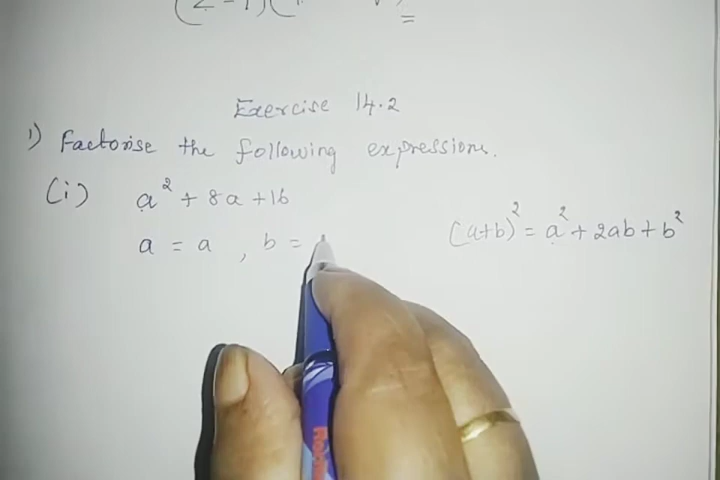 Exercise 14.2
1) Factorise the following expressions.
(i) a² + 8a + 16
(a+b)² = a² + 2ab + b²
a = a , b =